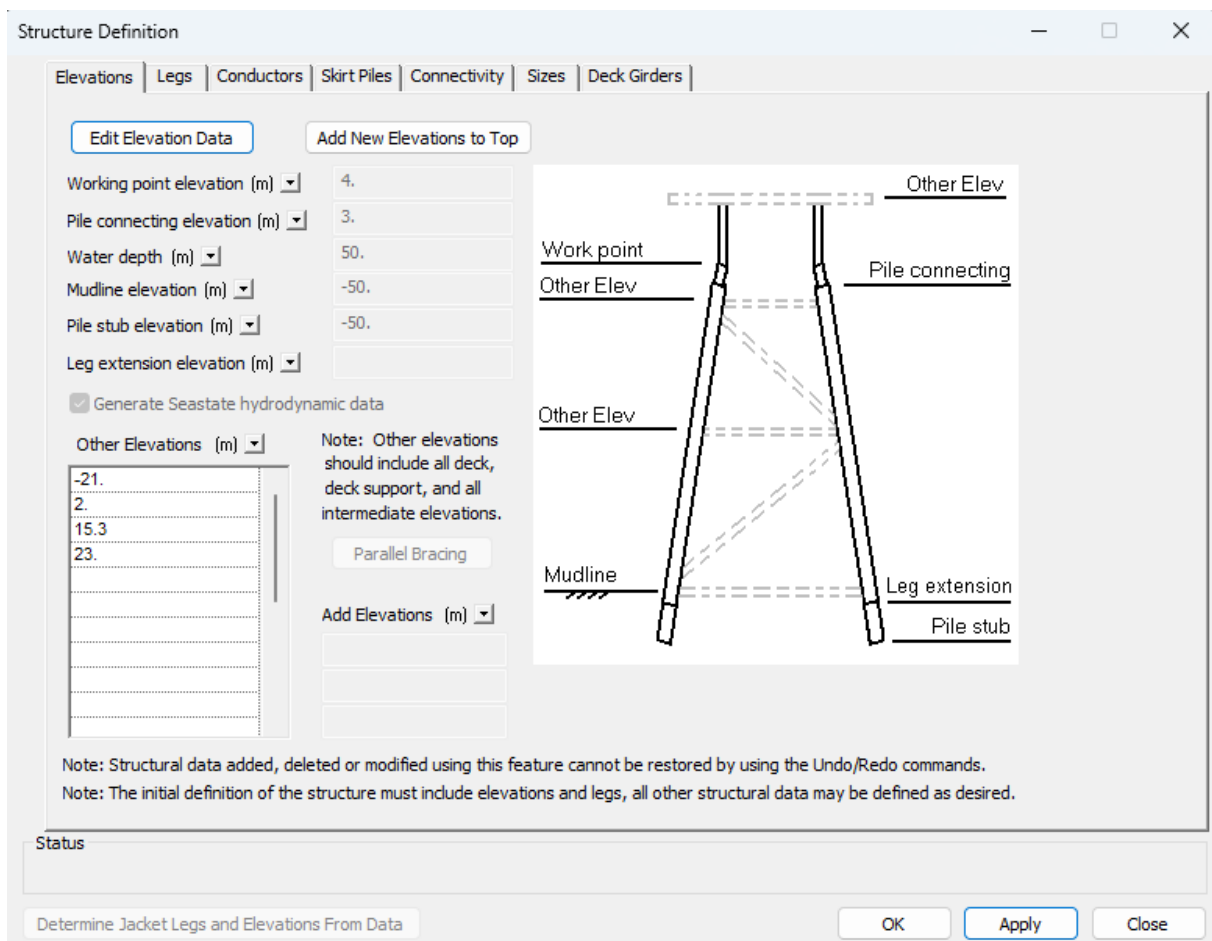 Structure Definition
Elevations Legs Conductors Skirt Piles Connectivity Sizes Deck Girders
Edit Elevation Data Add New Elevations to Top
Working point elevation (m) 4.
Pile connecting elevation (m) 3.
Water depth (m) 50.
Mudline elevation (m) -50.
Pile stub elevation (m) -50.
Leg extension elevation (m)
Generate Seastate hydrodynamic data
Other Elevations (m)
-21.
2.
15.3
23.
Note: Other elevations
should include all deck,
deck support, and all
intermediate elevations.
Parallel Bracing
Add Elevations (m)
Other Elev
Work point
Pile connecting
Other Elev
Other Elev
Mudline
Leg extension
Pile stub
Note: Structural data added, deleted or modified using this feature cannot be restored by using the Undo/Redo commands.
Note: The initial definition of the structure must include elevations and legs, all other structural data may be defined as desired.
Status
Determine Jacket Legs and Elevations From Data OK Apply Close